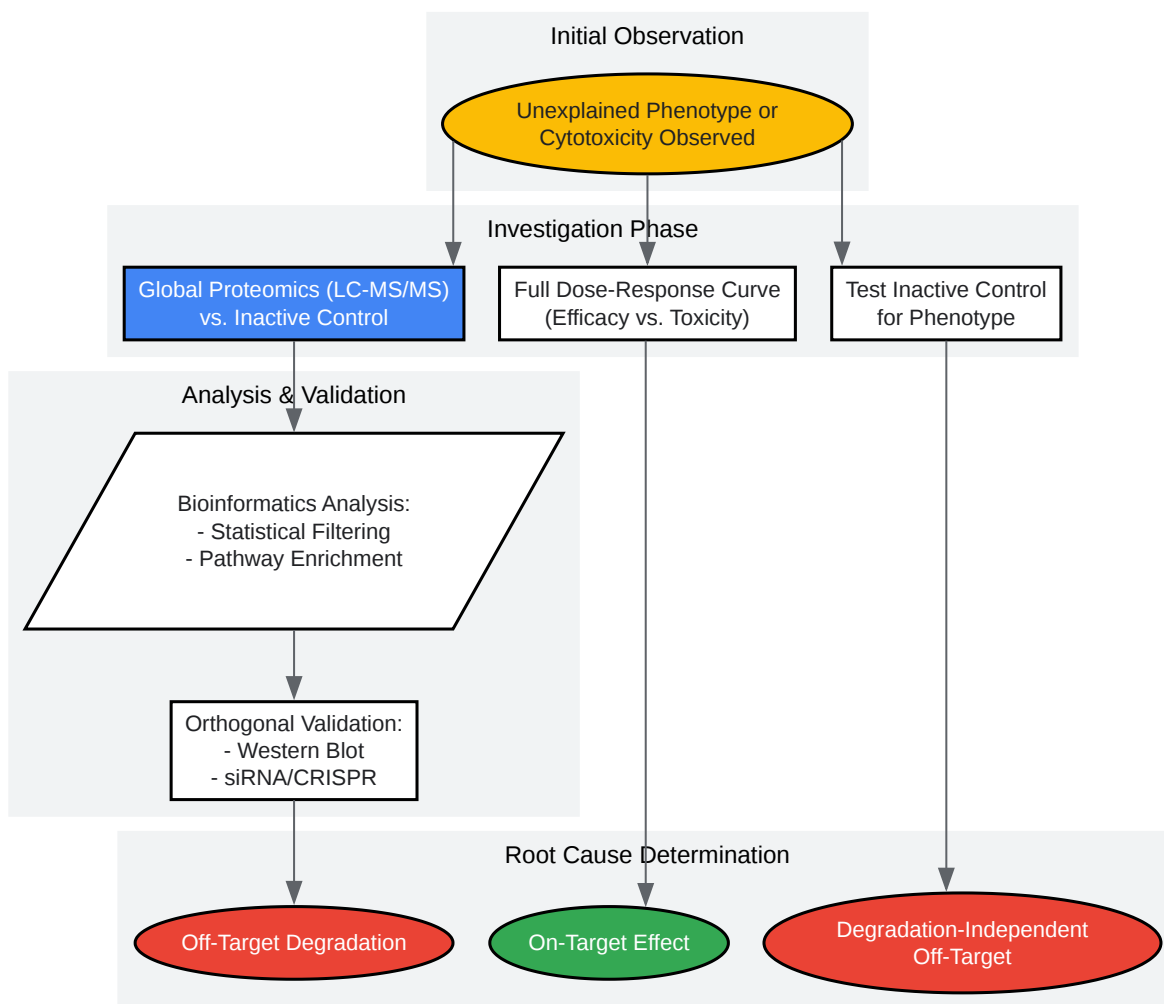 Initial Observation
Unexplained Phenotype or
Cytotoxicity Observed
Investigation Phase
Global Proteomics (LC-MS/MS)
vs. Inactive Control
Full Dose-Response Curve
(Efficacy vs. Toxicity)
Test Inactive Control
for Phenotype
Analysis & Validation
Bioinformatics Analysis:
- Statistical Filtering
- Pathway Enrichment
Orthogonal Validation:
- Western Blot
- siRNA/CRISPR
Root Cause Determination
Off-Target Degradation
On-Target Effect
Degradation-Independent
Off-Target